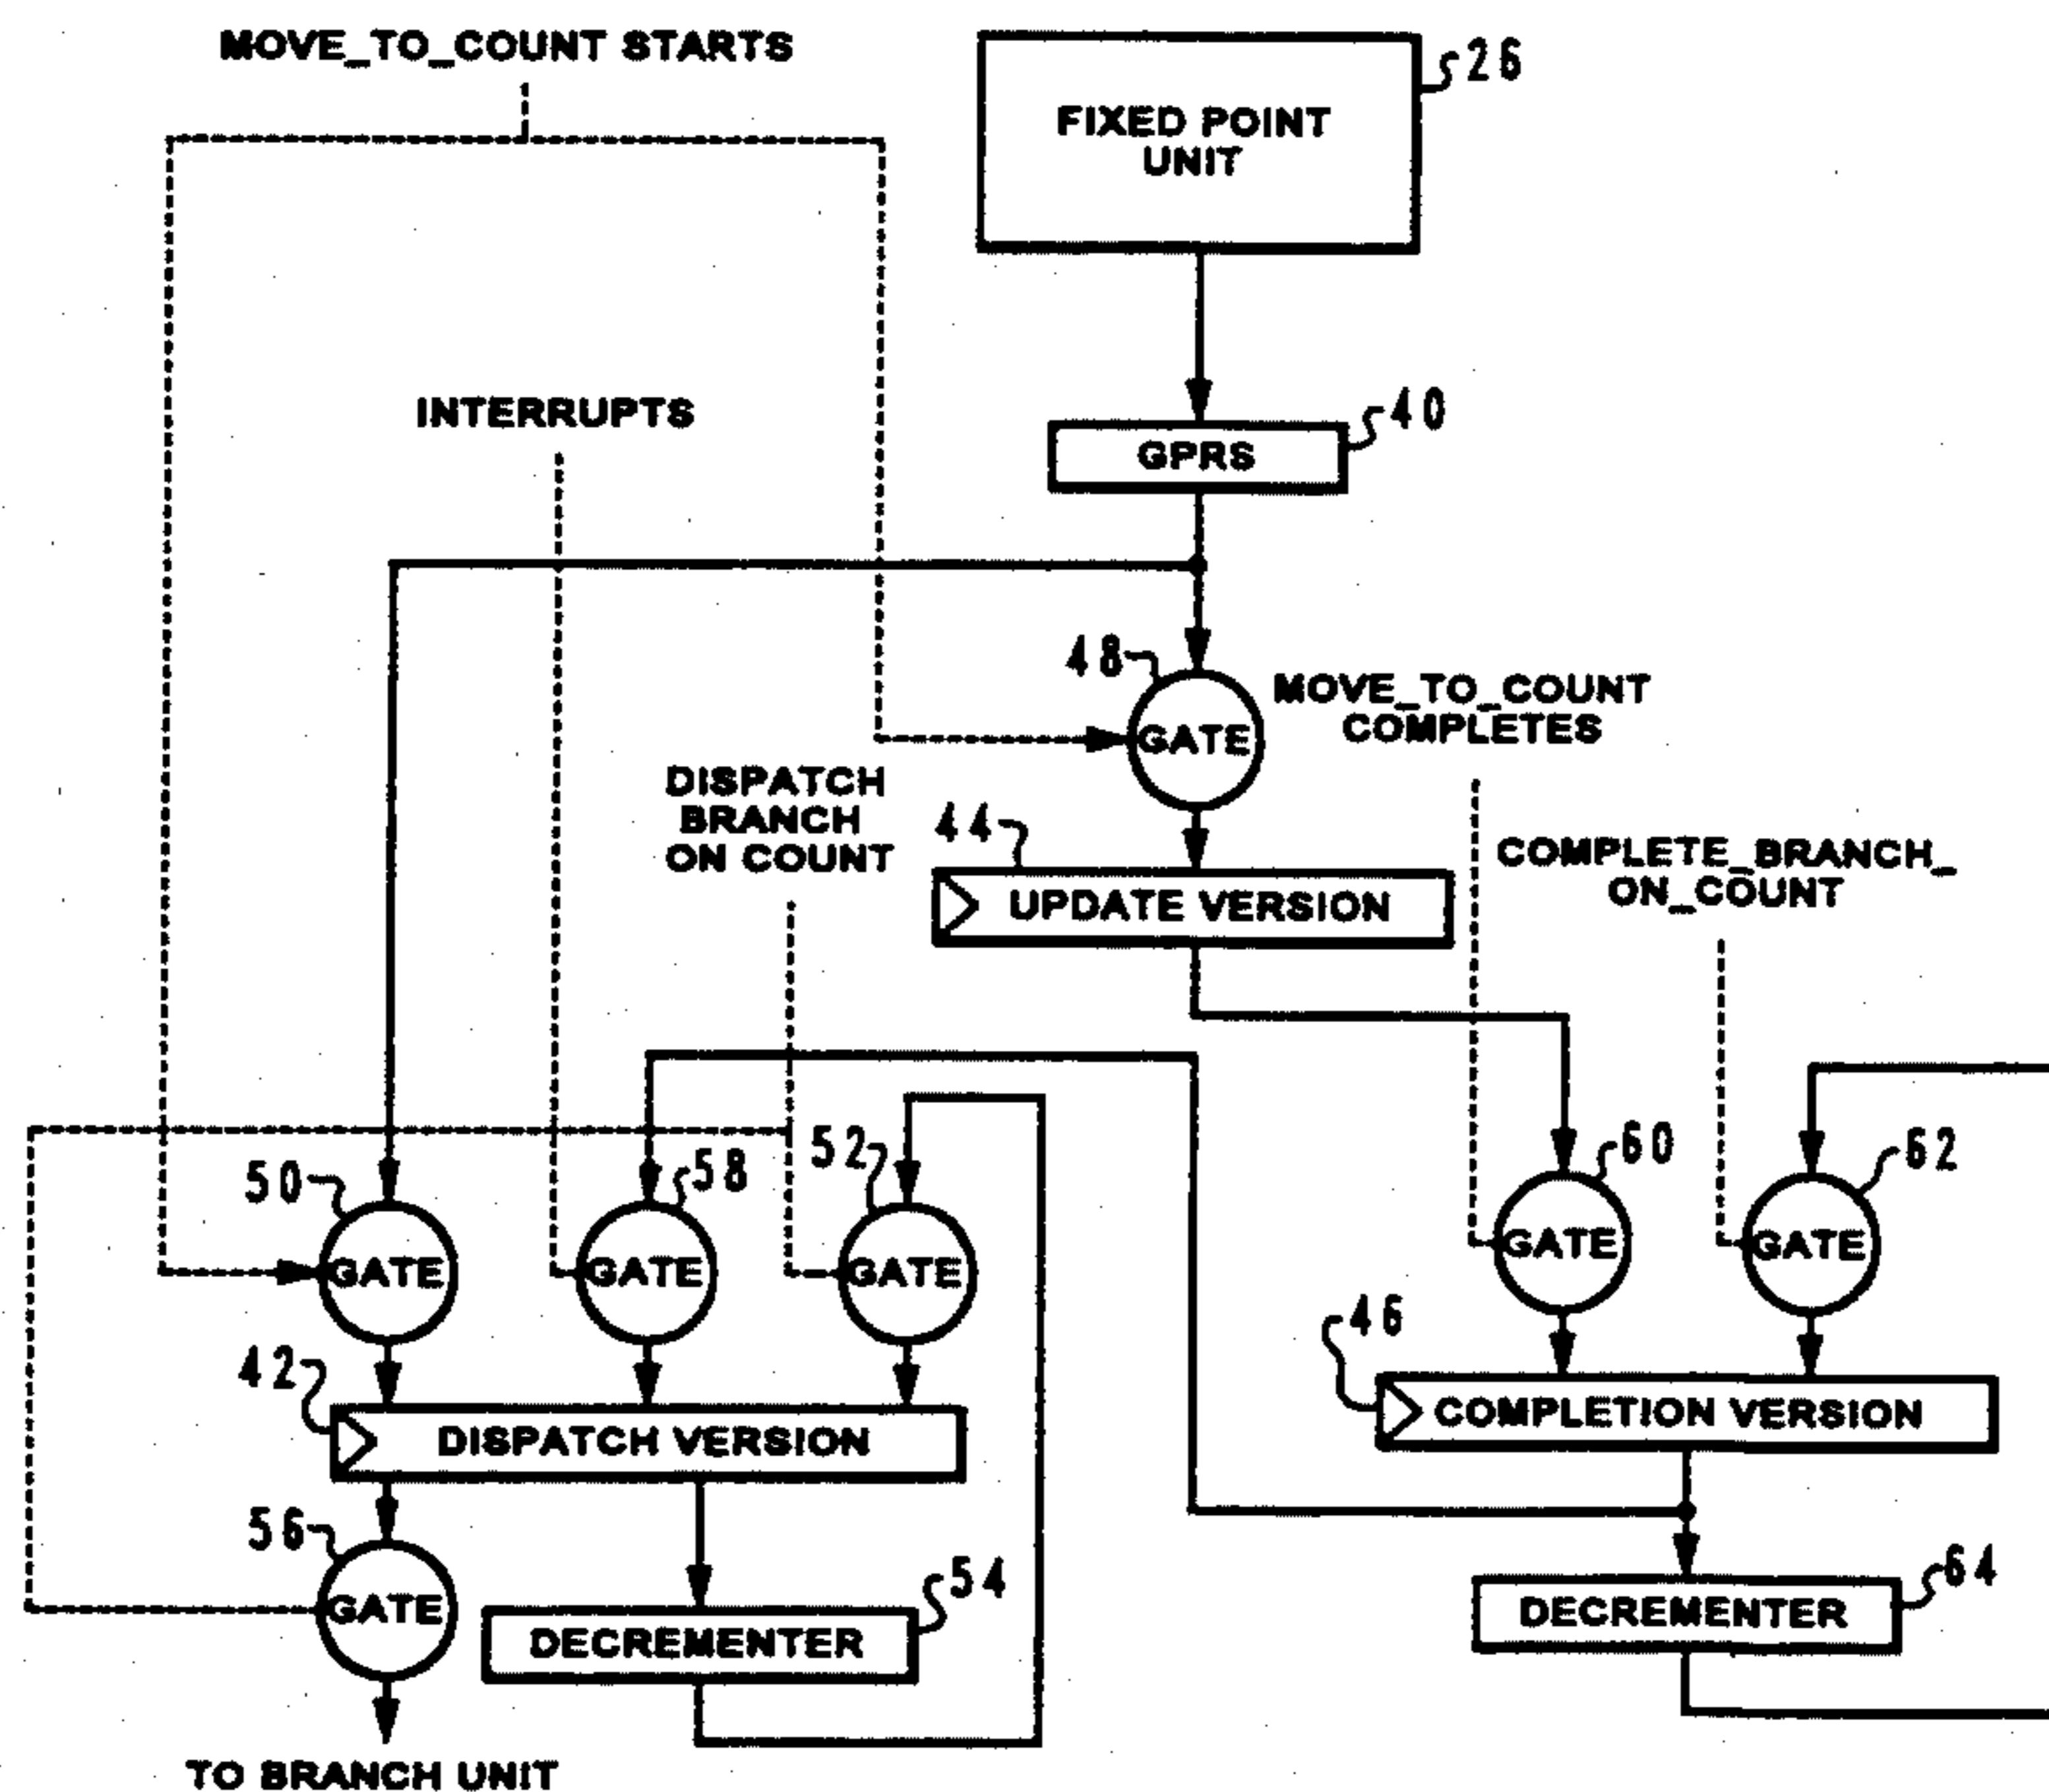 MOVE_TO_COUNT STARTS
26
FIXED POINT
UNIT
INTERRUPTS
40
GPRS
48
GATE
MOVE_TO_COUNT
COMPLETES
DISPATCH
BRANCH
ON COUNT
44
UPDATE VERSION
COMPLETE_BRANCH_
ON_COUNT
50
GATE
58
GATE
52
GATE
60
GATE
62
GATE
42
DISPATCH VERSION
46
COMPLETION VERSION
56
GATE
54
DECREMENTER
64
DECREMENTER
TO BRANCH UNIT